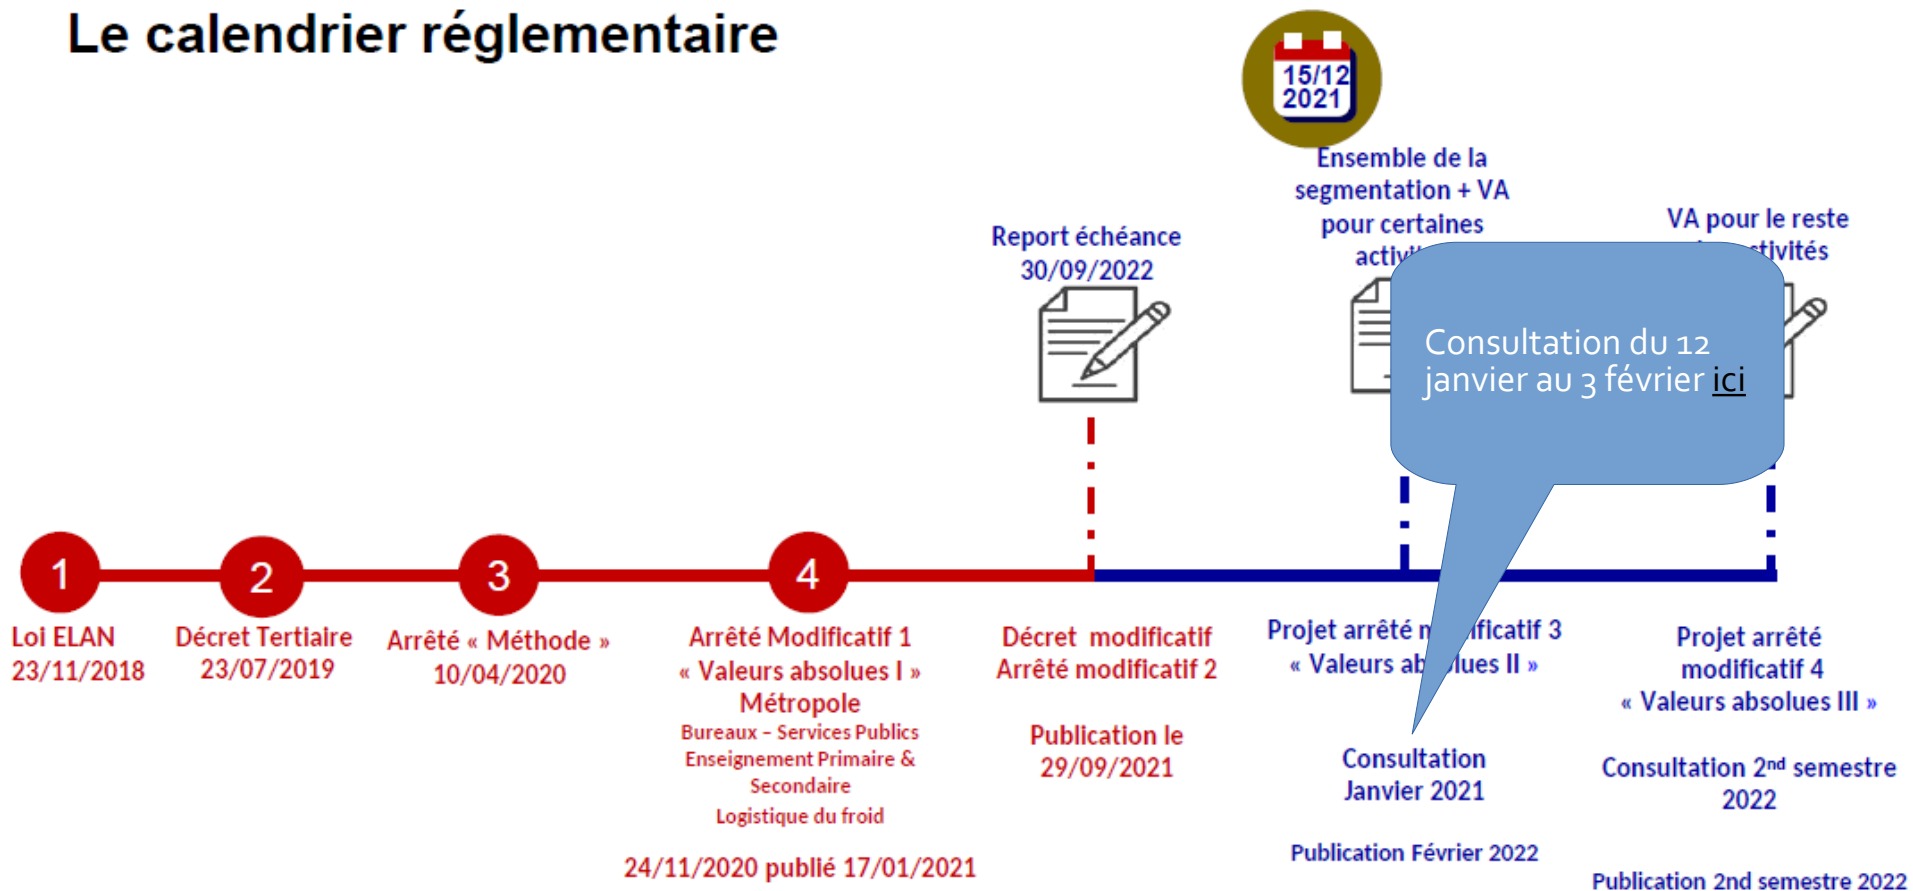 Le calendrier réglementaire
15/12
2021
Ensemble de la
segmentation + VA
pour certaines
Report échéance
30/09/2022
VA pour le reste
Consultation du 12
janvier au 3 février ici
1
2
3
4
Loi ELAN
23/11/2018
Décret Tertiaire
23/07/2019
Arrêté « Méthode »
10/04/2020
Arrêté Modificatif 1
« Valeurs absolues I »
Métropole
Bureaux – Services Publics
Enseignement Primaire &
Secondaire
Logistique du froid
24/11/2020 publié 17/01/2021
Décret modificatif
Arrêté modificatif 2
Publication le
29/09/2021
Projet arrêté modificatif 3
« Valeurs absolues II »
Consultation
Janvier 2021
Publication Février 2022
Projet arrêté
modificatif 4
« Valeurs absolues III »
Consultation 2nd semestre
2022
Publication 2nd semestre 2022